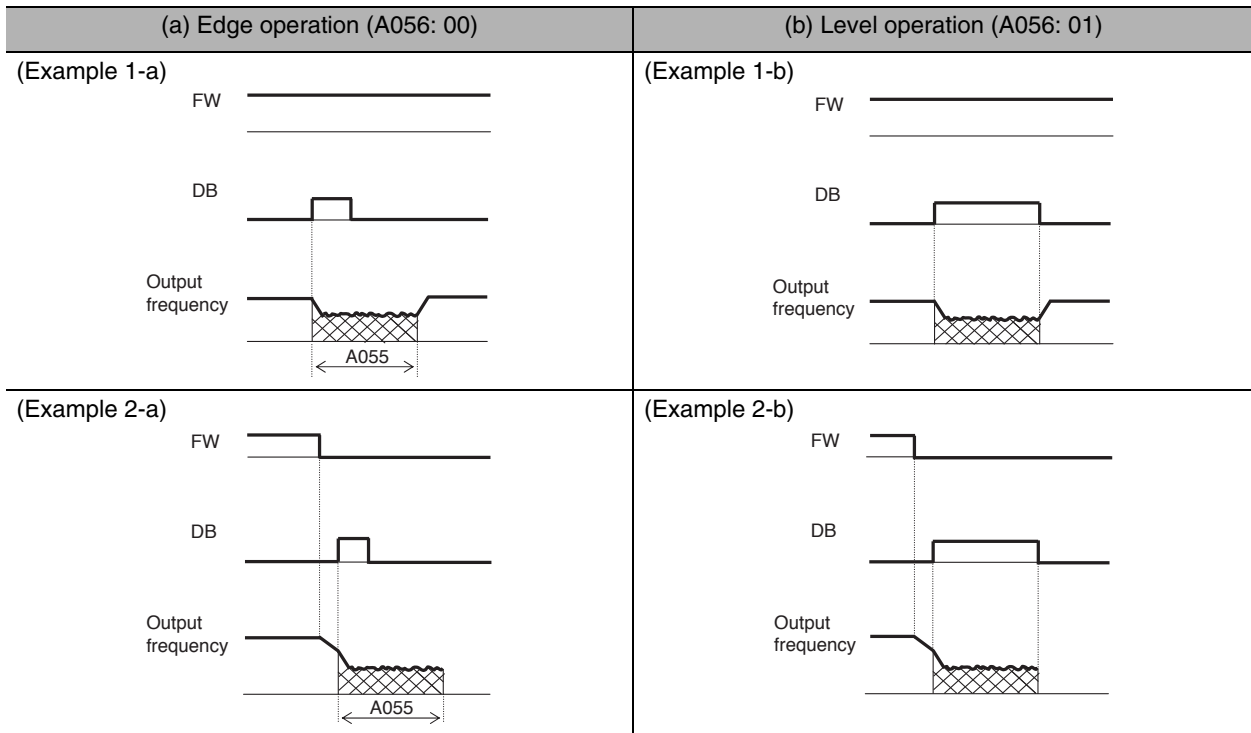 (a) Edge operation (A056: 00)
(b) Level operation (A056: 01)
(Example 1-a)
FW
DB
Output
frequency
A055
(Example 1-b)
FW
DB
Output
frequency
(Example 2-a)
FW
DB
Output
frequency
A055
(Example 2-b)
FW
DB
Output
frequency